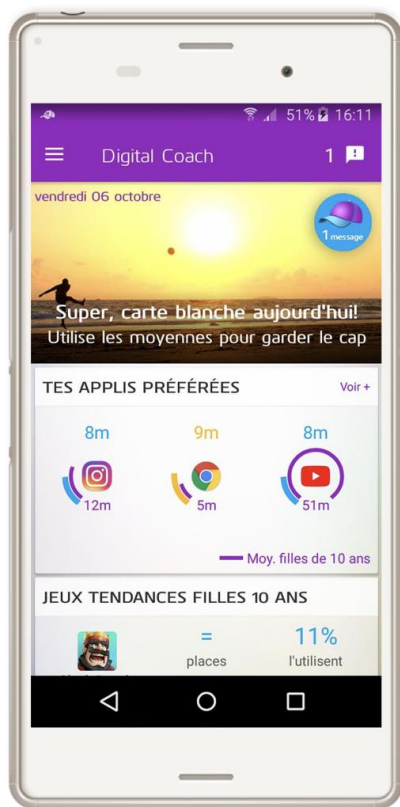 51% 16:11
Digital Coach
1
vendredi 06 octobre
1 message
Super, carte blanche aujourd'hui!
Utilise les moyennes pour garder le cap
TES APPLIS PRÉFÉRÉES
Voir +
8m
9m
8m
12m
5m
51m
Moy. filles de 10 ans
JEUX TENDANCES FILLES 10 ANS
=
11%
places
l'utilisent